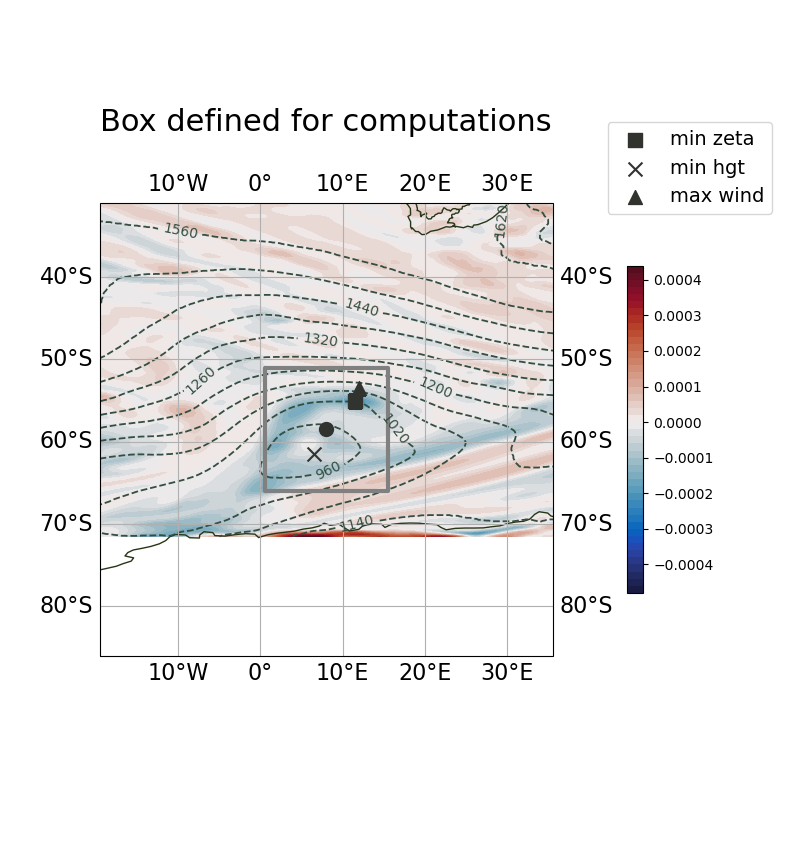 Box defined for computations
min zeta
min hgt
max wind
10°W 0° 10°E 20°E 30°E
1560
1620
40°S 40°S
1440
1320
50°S 50°S
1260
1200
1020
60°S 60°S
960
1140
70°S 70°S
80°S 80°S
10°W 0° 10°E 20°E 30°E
0.0004
0.0003
0.0002
0.0001
0.0000
−0.0001
−0.0002
−0.0003
−0.0004